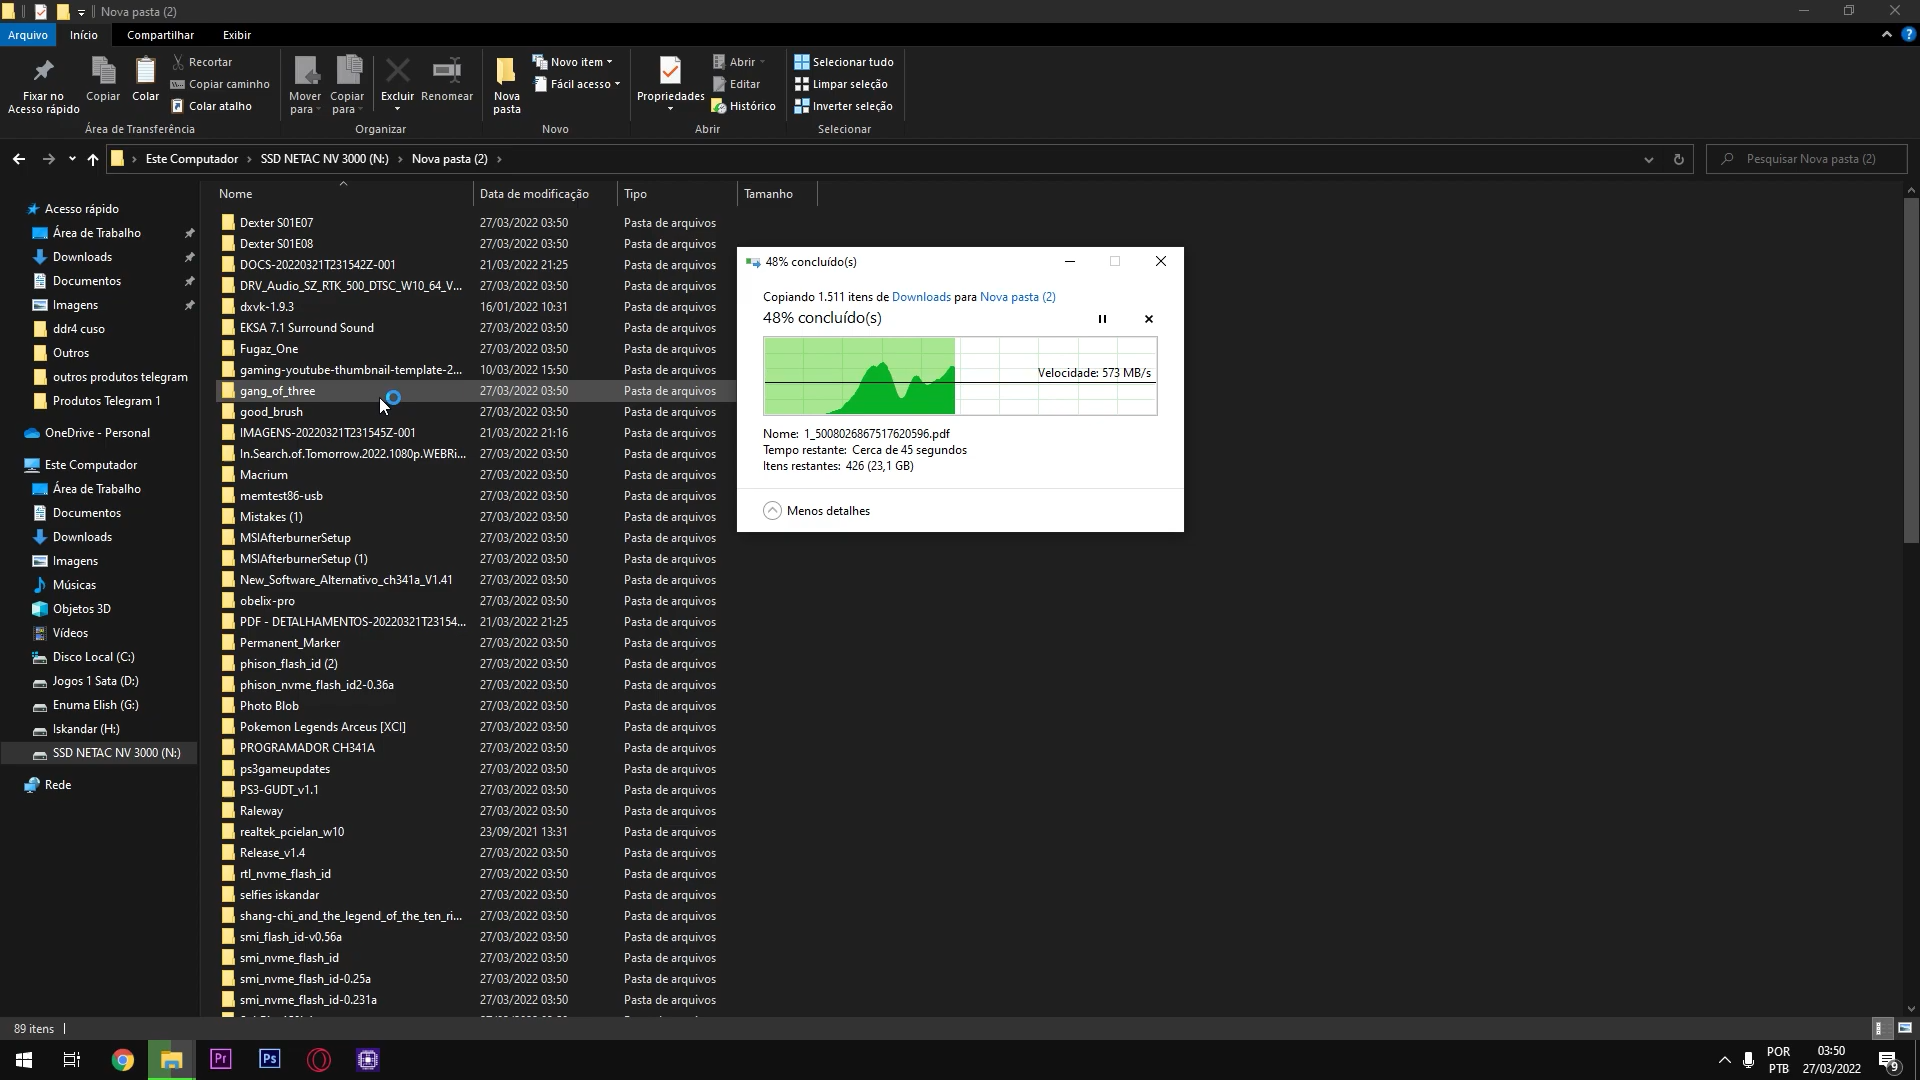 Nova pasta (2)
Arquivo Início Compartilhar Exibir
Fixar no Acesso rápido
Copiar
Colar
Recortar
Copiar caminho
Colar atalho
Área de Transferência
Mover para
Copiar para
Excluir
Renomear
Organizar
Nova pasta
Novo item
Fácil acesso
Novo
Propriedades
Abrir
Editar
Histórico
Abrir
Selecionar tudo
Limpar seleção
Inverter seleção
Selecionar
Este Computador > SSD NETAC NV 3000 (N:) > Nova pasta (2) >
Pesquisar Nova pasta (2)
Acesso rápido
Área de Trabalho
Downloads
Documentos
Imagens
ddr4 cuso
Outros
outros produtos telegram
Produtos Telegram 1
OneDrive - Personal
Este Computador
Área de Trabalho
Documentos
Downloads
Imagens
Músicas
Objetos 3D
Vídeos
Disco Local (C:)
Jogos 1 Sata (D:)
Enuma Elish (G:)
Iskandar (H:)
SSD NETAC NV 3000 (N:)
Rede
Nome Data de modificação Tipo Tamanho
Dexter S01E07 27/03/2022 03:50 Pasta de arquivos
Dexter S01E08 27/03/2022 03:50 Pasta de arquivos
DOCS-20220321T231542Z-001 21/03/2022 21:25 Pasta de arquivos
DRV_Audio_SZ_RTK_500_DTSC_W10_64_V... 27/03/2022 03:50 Pasta de arquivos
dxvk-1.9.3 16/01/2022 10:31 Pasta de arquivos
EKSA 7.1 Surround Sound 27/03/2022 03:50 Pasta de arquivos
Fugaz_One 27/03/2022 03:50 Pasta de arquivos
gaming-youtube-thumbnail-template-2... 10/03/2022 15:50 Pasta de arquivos
gang_of_three 27/03/2022 03:50 Pasta de arquivos
good_brush 27/03/2022 03:50 Pasta de arquivos
IMAGENS-20220321T231545Z-001 21/03/2022 21:16 Pasta de arquivos
In.Search.of.Tomorrow.2022.1080p.WEBRi... 27/03/2022 03:50 Pasta de arquivos
Macrium 27/03/2022 03:50 Pasta de arquivos
memtest86-usb 27/03/2022 03:50 Pasta de arquivos
Mistakes (1) 27/03/2022 03:50 Pasta de arquivos
MSIAfterburnerSetup 27/03/2022 03:50 Pasta de arquivos
MSIAfterburnerSetup (1) 27/03/2022 03:50 Pasta de arquivos
New_Software_Alternativo_ch341a_V1.41 27/03/2022 03:50 Pasta de arquivos
obelix-pro 27/03/2022 03:50 Pasta de arquivos
PDF - DETALHAMENTOS-20220321T23154... 21/03/2022 21:25 Pasta de arquivos
Permanent_Marker 27/03/2022 03:50 Pasta de arquivos
phison_flash_id (2) 27/03/2022 03:50 Pasta de arquivos
phison_nvme_flash_id2-0.36a 27/03/2022 03:50 Pasta de arquivos
Photo Blob 27/03/2022 03:50 Pasta de arquivos
Pokemon Legends Arceus [XCI] 27/03/2022 03:50 Pasta de arquivos
PROGRAMADOR CH341A 27/03/2022 03:50 Pasta de arquivos
ps3gameupdates 27/03/2022 03:50 Pasta de arquivos
PS3-GUDT_v1.1 27/03/2022 03:50 Pasta de arquivos
Raleway 27/03/2022 03:50 Pasta de arquivos
realtek_pcielan_w10 23/09/2021 13:31 Pasta de arquivos
Release_v1.4 27/03/2022 03:50 Pasta de arquivos
rtl_nvme_flash_id 27/03/2022 03:50 Pasta de arquivos
selfies iskandar 27/03/2022 03:50 Pasta de arquivos
shang-chi_and_the_legend_of_the_ten_ri... 27/03/2022 03:50 Pasta de arquivos
smi_flash_id-v0.56a 27/03/2022 03:50 Pasta de arquivos
smi_nvme_flash_id 27/03/2022 03:50 Pasta de arquivos
smi_nvme_flash_id-0.25a 27/03/2022 03:50 Pasta de arquivos
smi_nvme_flash_id-0.231a 27/03/2022 03:50 Pasta de arquivos
48% concluído(s)
Copiando 1.511 itens de Downloads para Nova pasta (2)
48% concluído(s)
Velocidade: 573 MB/s
Nome: 1_5008026867517620596.pdf
Tempo restante: Cerca de 45 segundos
Itens restantes: 426 (23,1 GB)
Menos detalhes
89 itens
Pr
Ps
POR
PTB
03:50
27/03/2022
9